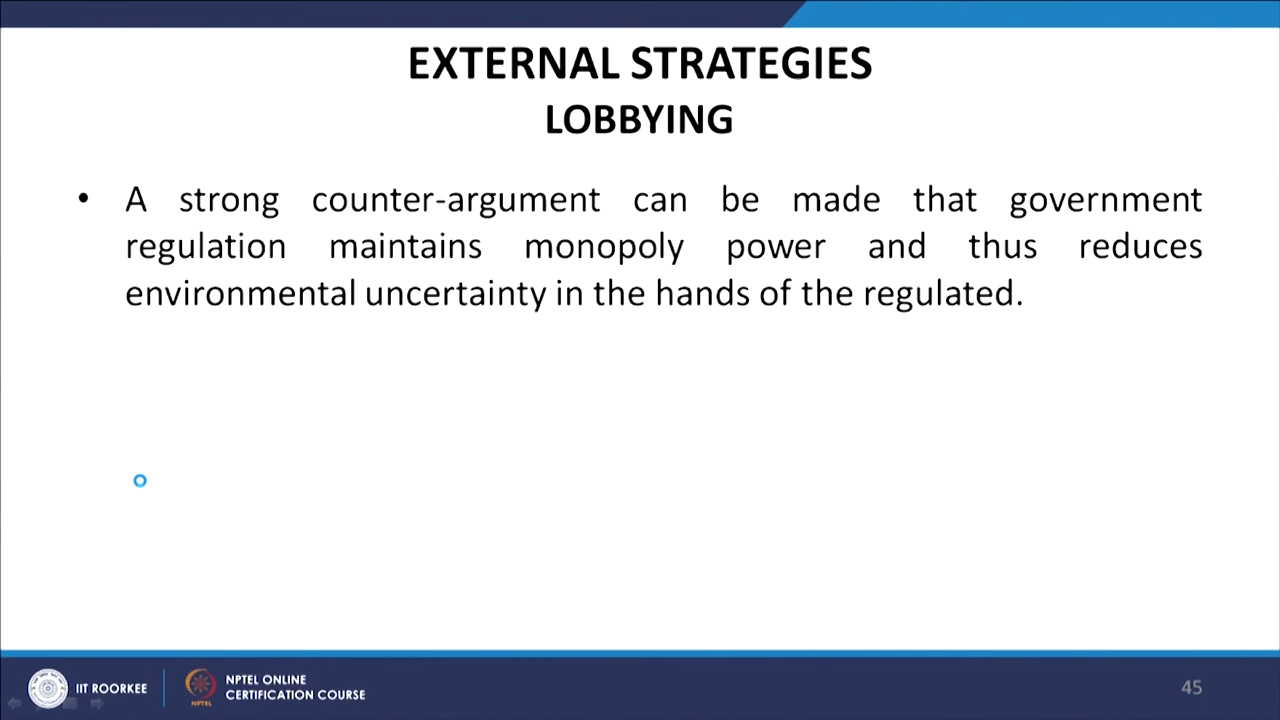 EXTERNAL STRATEGIES
LOBBYING
• A strong counter-argument can be made that government
regulation maintains monopoly power and thus reduces
environmental uncertainty in the hands of the regulated.
IIT ROORKEE
NPTEL
NPTEL ONLINE
CERTIFICATION COURSE
45